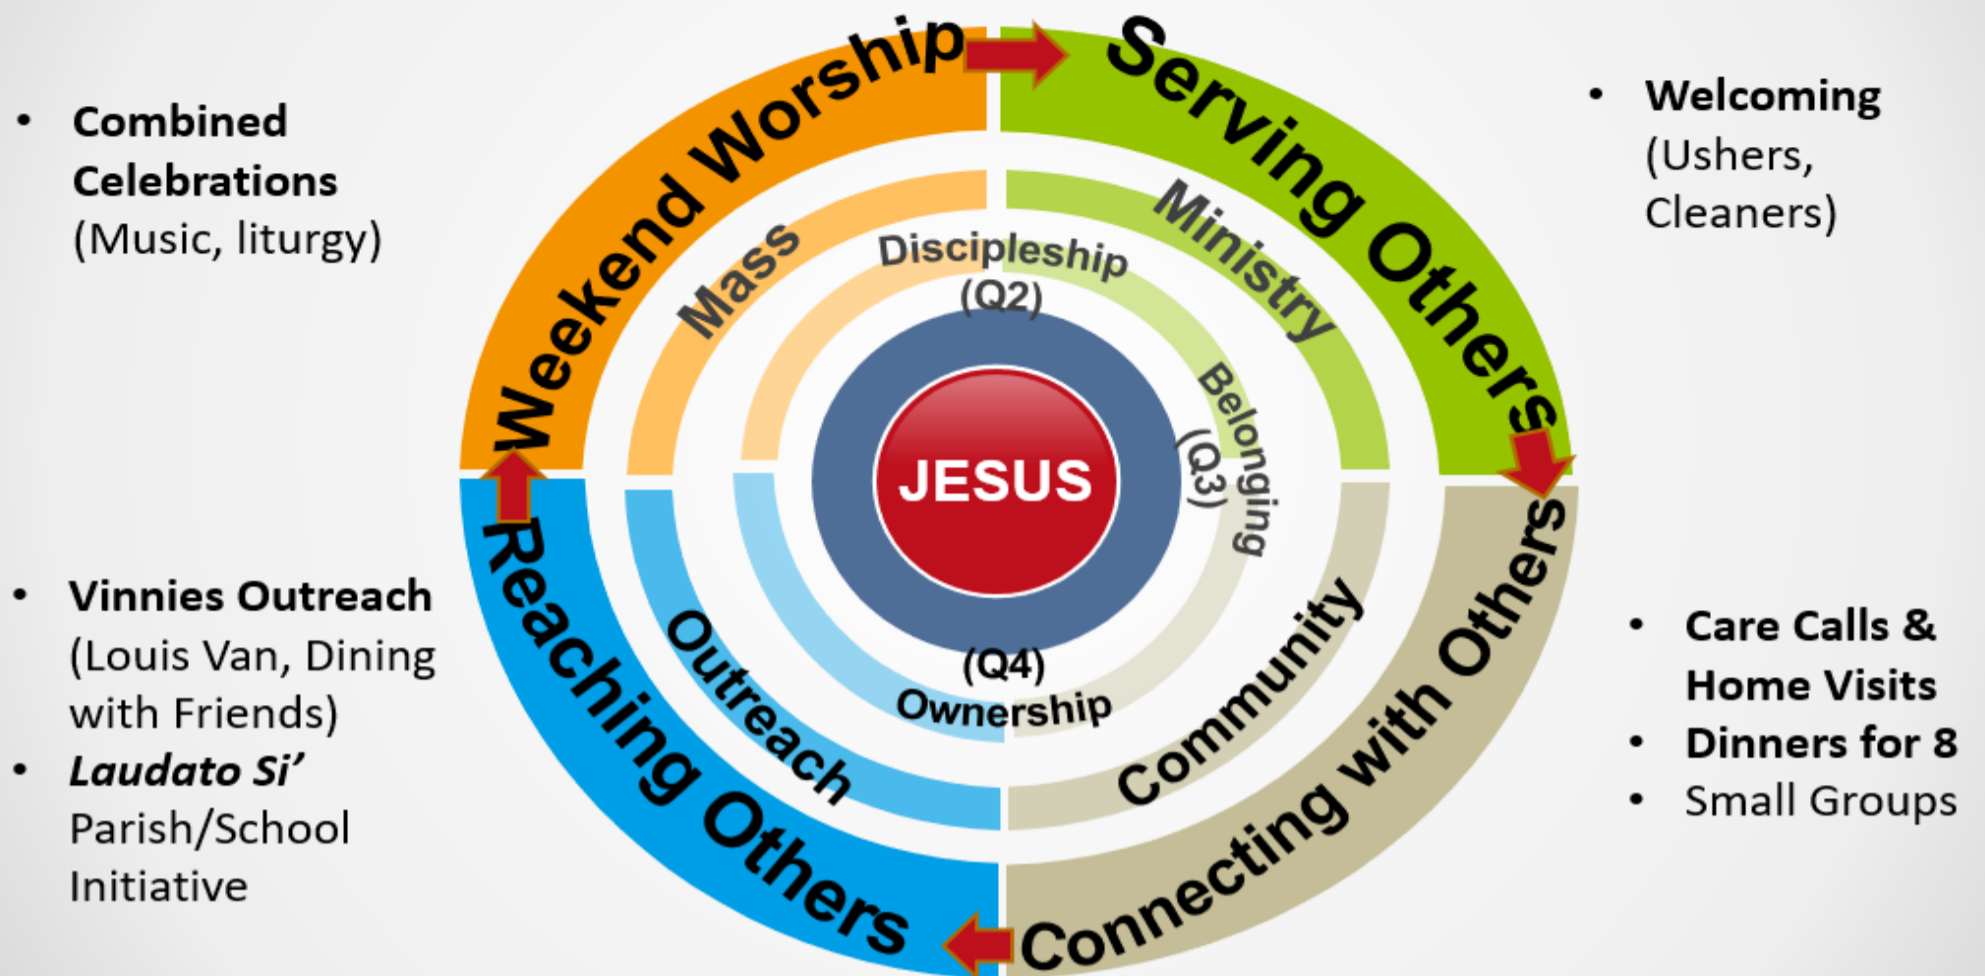 • Combined
Celebrations
(Music, liturgy)
Weekend Worship
Serving Others
• Welcoming
(Ushers,
Cleaners)
Mass
Ministry
Discipleship
(Q2)
Belonging
(Q3)
JESUS
(Q4)
Ownership
Outreach
Community
Reaching Others
Connecting with Others
• Vinnies Outreach
(Louis Van, Dining
with Friends)
• Laudato Si’
Parish/School
Initiative
• Care Calls &
Home Visits
• Dinners for 8
• Small Groups